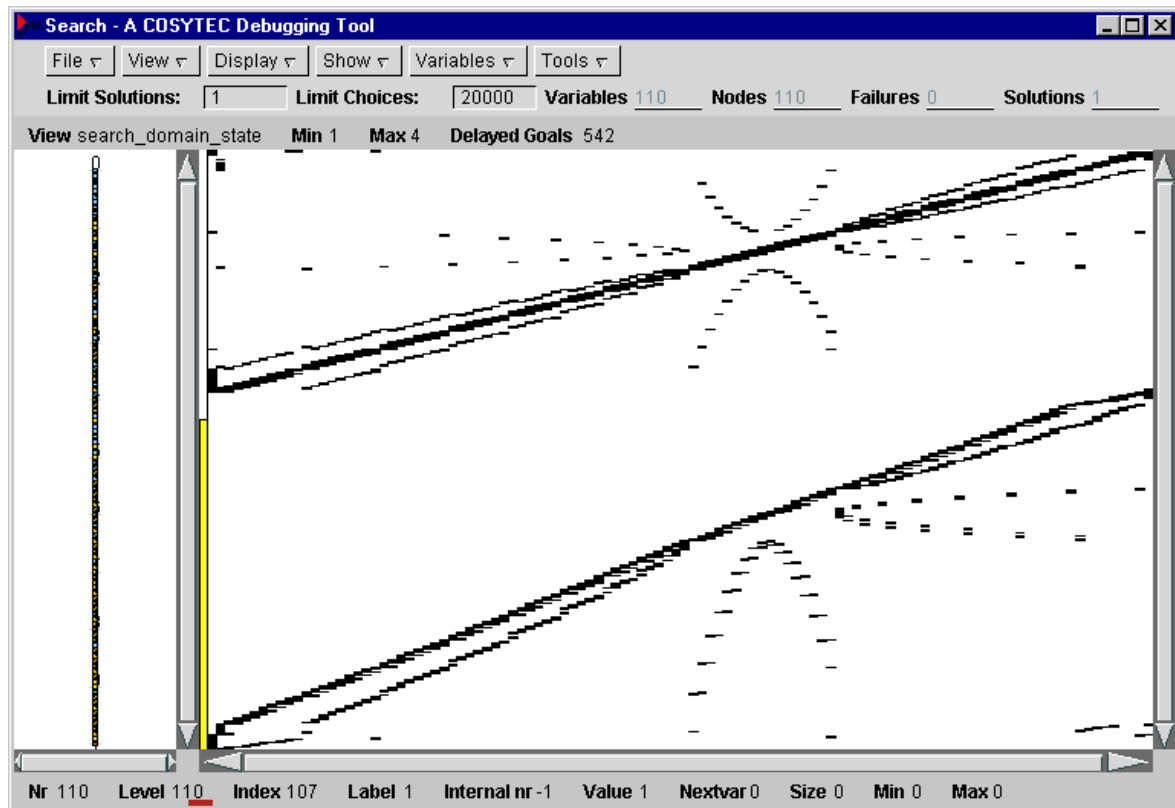 Search - A COSYTEC Debugging Tool
File View Display Show Variables Tools
Limit Solutions: 1 Limit Choices: 20000 Variables 110 Nodes 110 Failures 0 Solutions 1
View search_domain_state Min 1 Max 4 Delayed Goals 542
Nr 110 Level 110 Index 107 Label 1 Internal nr -1 Value 1 Nextvar 0 Size 0 Min 0 Max 0